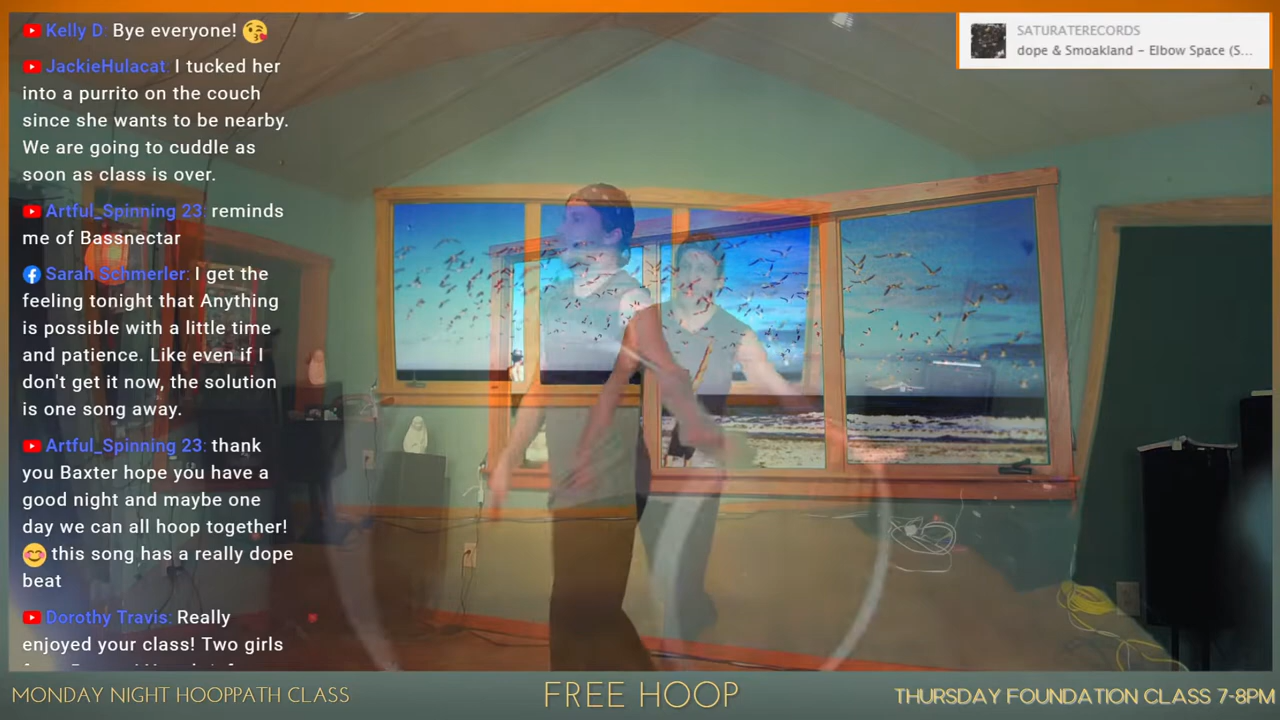 Kelly D: Bye everyone! 😘
JackieHulacat: I tucked her
into a purrito on the couch
since she wants to be nearby.
We are going to cuddle as
soon as class is over.
Artful_Spinning 23: reminds
me of Bassnectar
Sarah Schmerler: I get the
feeling tonight that Anything
is possible with a little time
and patience. Like even if I
don't get it now, the solution
is one song away.
Artful_Spinning 23: thank
you Baxter hope you have a
good night and maybe one
day we can all hoop together!
😊 this song has a really dope
beat
Dorothy Travis: Really
enjoyed your class! Two girls
SATURATERECORDS
dope & Smoakland - Elbow Space (S...
MONDAY NIGHT HOOPPATH CLASS
FREE HOOP
THURSDAY FOUNDATION CLASS 7-8PM